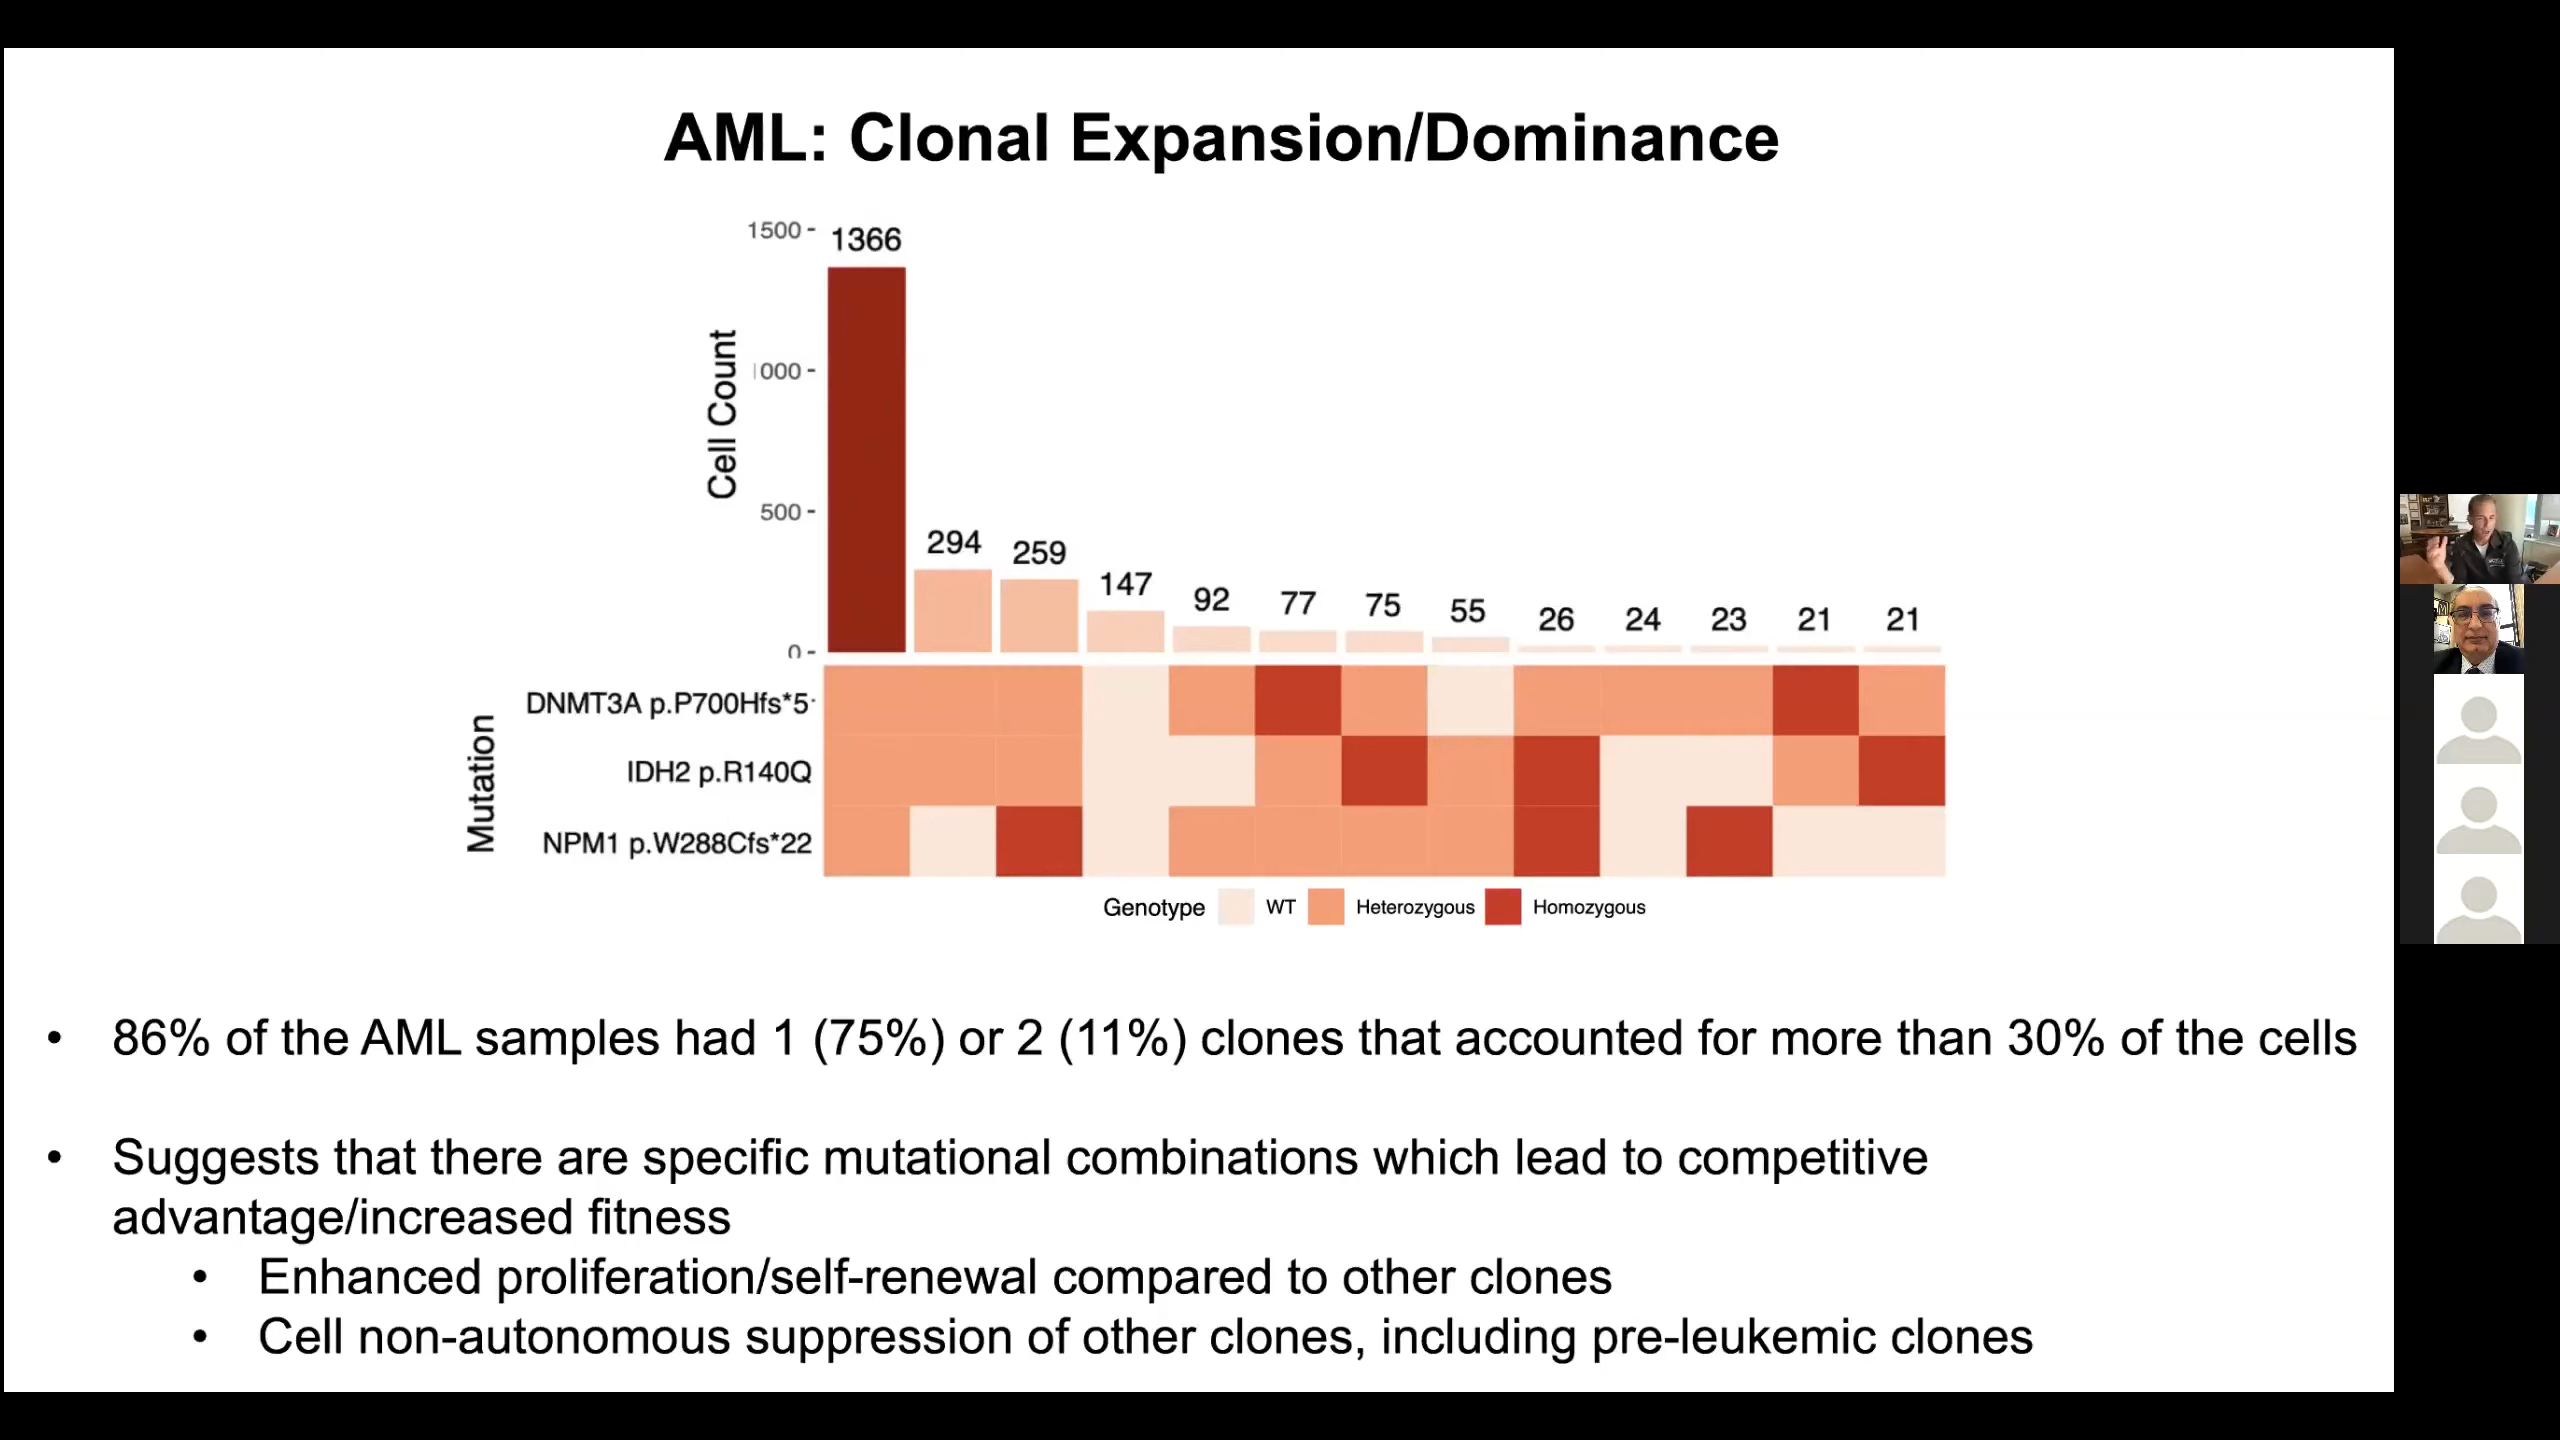 AML: Clonal Expansion/Dominance
1500
1000
500
0
Cell Count
1366
294
259
147
92
77
75
55
26
24
23
21
21
Mutation
DNMT3A p.P700Hfs*5
IDH2 p.R140Q
NPM1 p.W288Cfs*22
Genotype WT Heterozygous Homozygous
• 86% of the AML samples had 1 (75%) or 2 (11%) clones that accounted for more than 30% of the cells
• Suggests that there are specific mutational combinations which lead to competitive
advantage/increased fitness
• Enhanced proliferation/self-renewal compared to other clones
• Cell non-autonomous suppression of other clones, including pre-leukemic clones